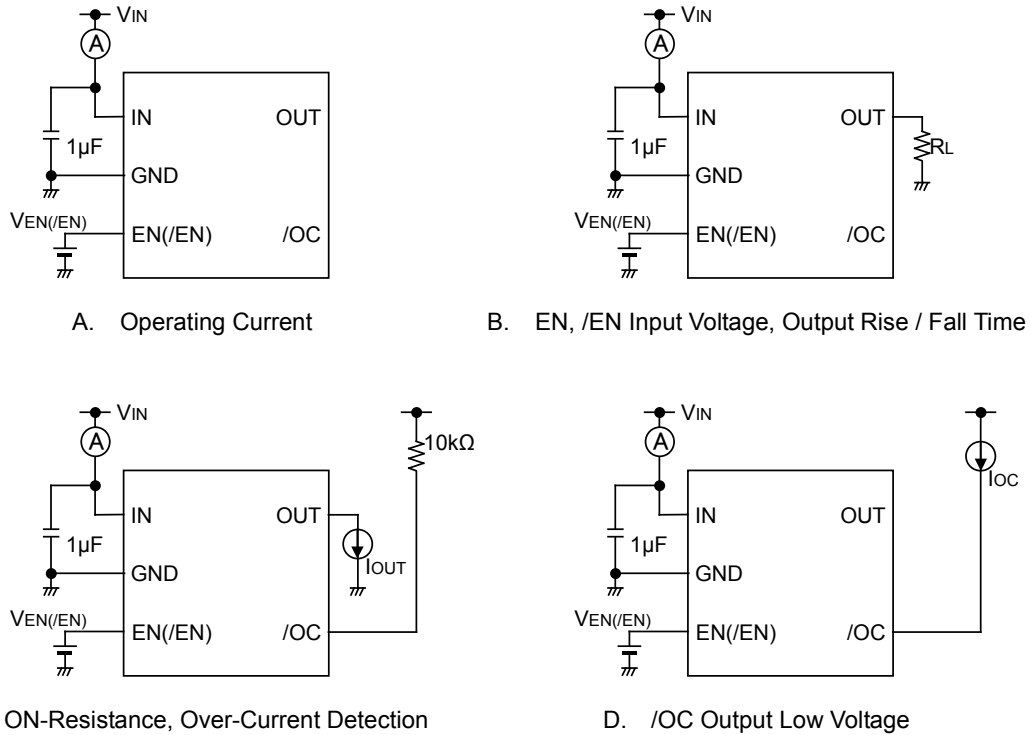 VIN
A
IN
OUT
1µF
GND
VEN(/EN)
EN(/EN)
/OC
A. Operating Current
VIN
A
IN
OUT
RL
1µF
GND
VEN(/EN)
EN(/EN)
/OC
B. EN, /EN Input Voltage, Output Rise / Fall Time
VIN
A
10kΩ
IN
OUT
1µF
IOUT
GND
VEN(/EN)
EN(/EN)
/OC
ON-Resistance, Over-Current Detection
VIN
A
IOC
IN
OUT
1µF
GND
VEN(/EN)
EN(/EN)
/OC
D. /OC Output Low Voltage